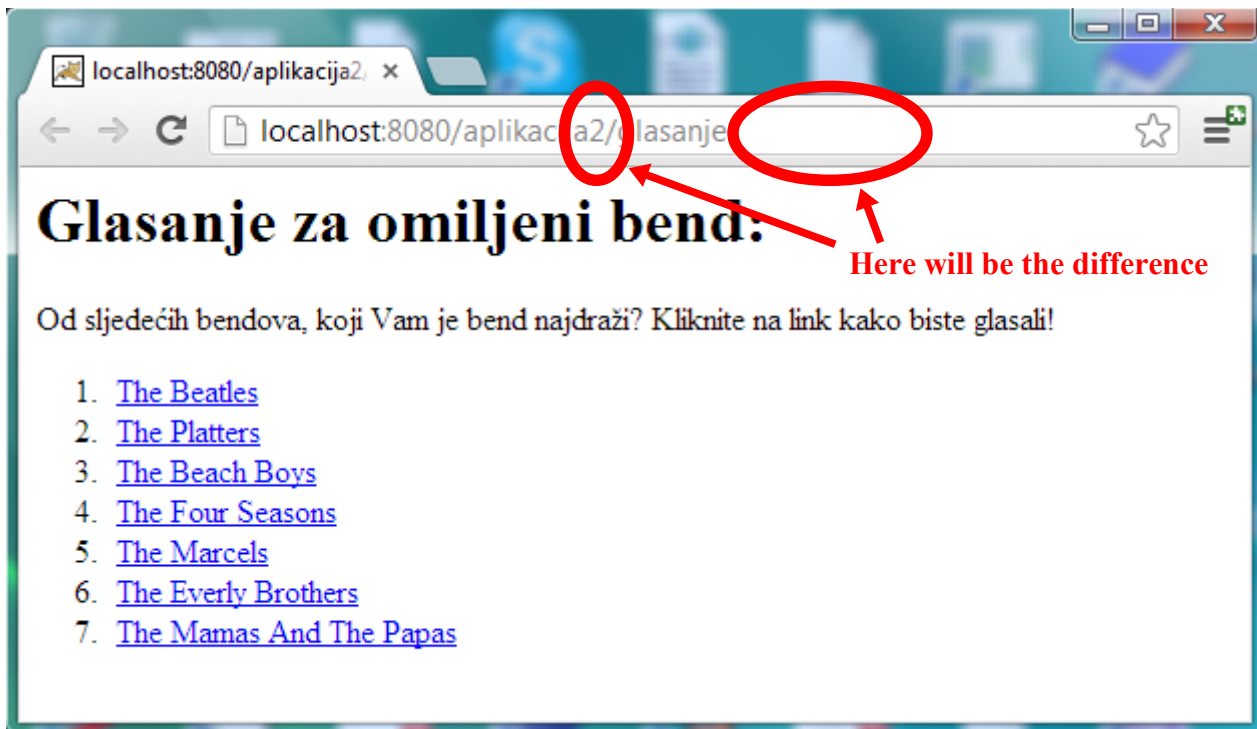 localhost:8080/aplikacija2/
localhost:8080/aplikacija2/glasanje
Glasanje za omiljeni bend:
Here will be the difference
Od sljedećih bendova, koji Vam je bend najdraži? Kliknite na link kako biste glasali!
1. The Beatles
2. The Platters
3. The Beach Boys
4. The Four Seasons
5. The Marcels
6. The Everly Brothers
7. The Mamas And The Papas